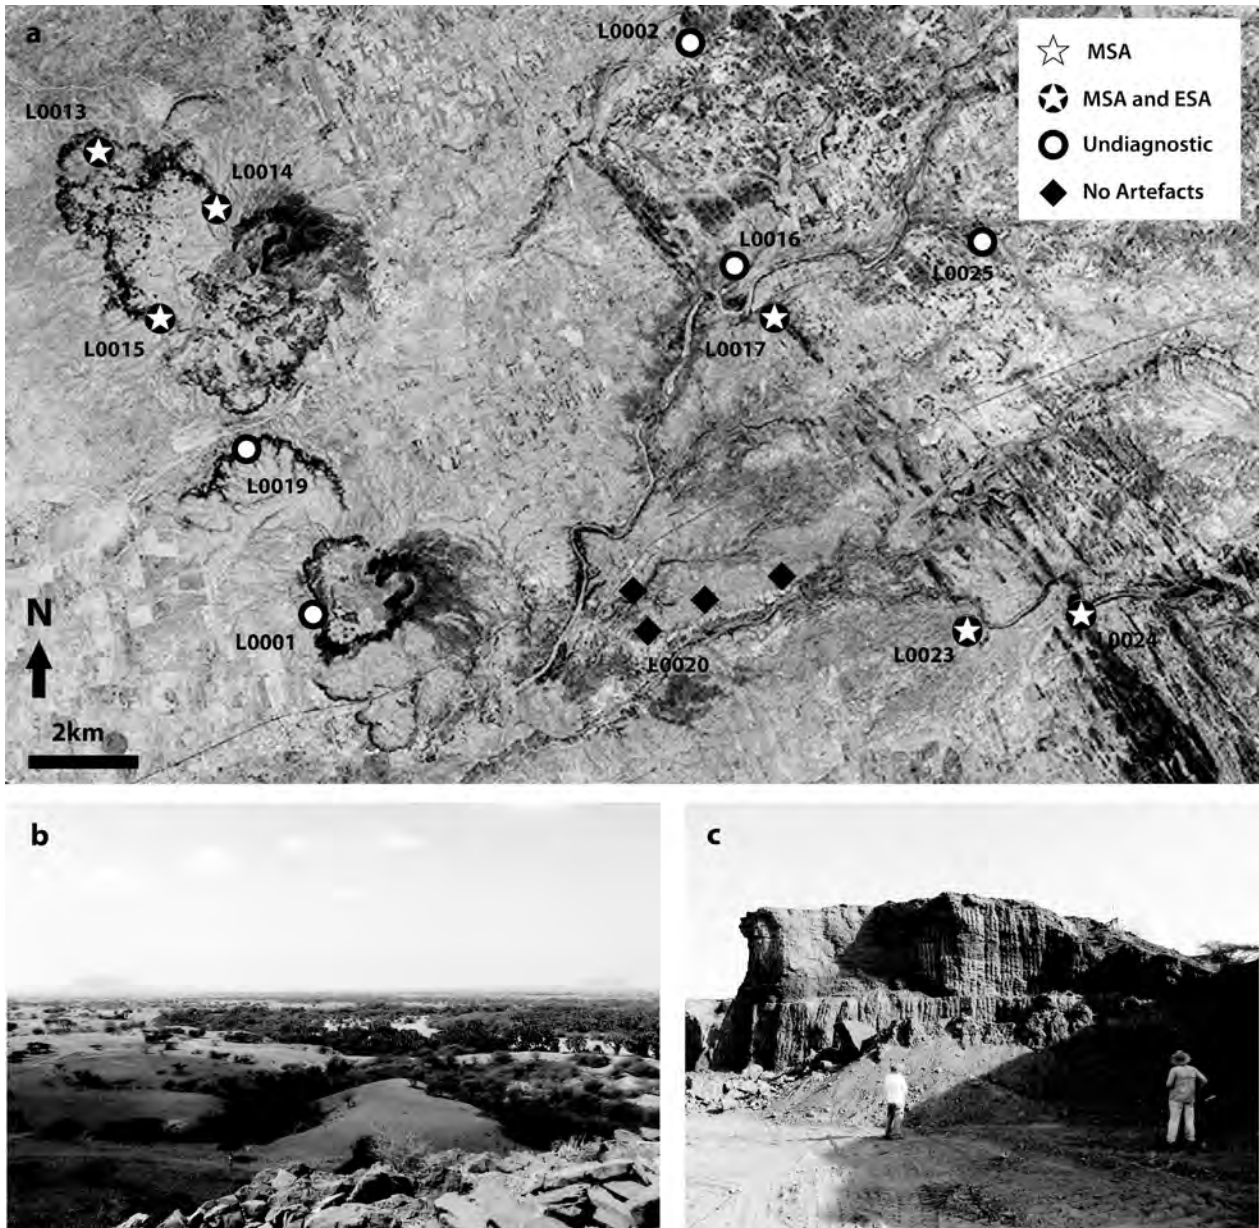 a
L0002
MSA
MSA and ESA
Undiagnostic
No Artefacts
L0013
L0014
L0016
L0025
L0015
L0017
L0019
N
L0001
L0020
L0023
L0024
2km
b
c